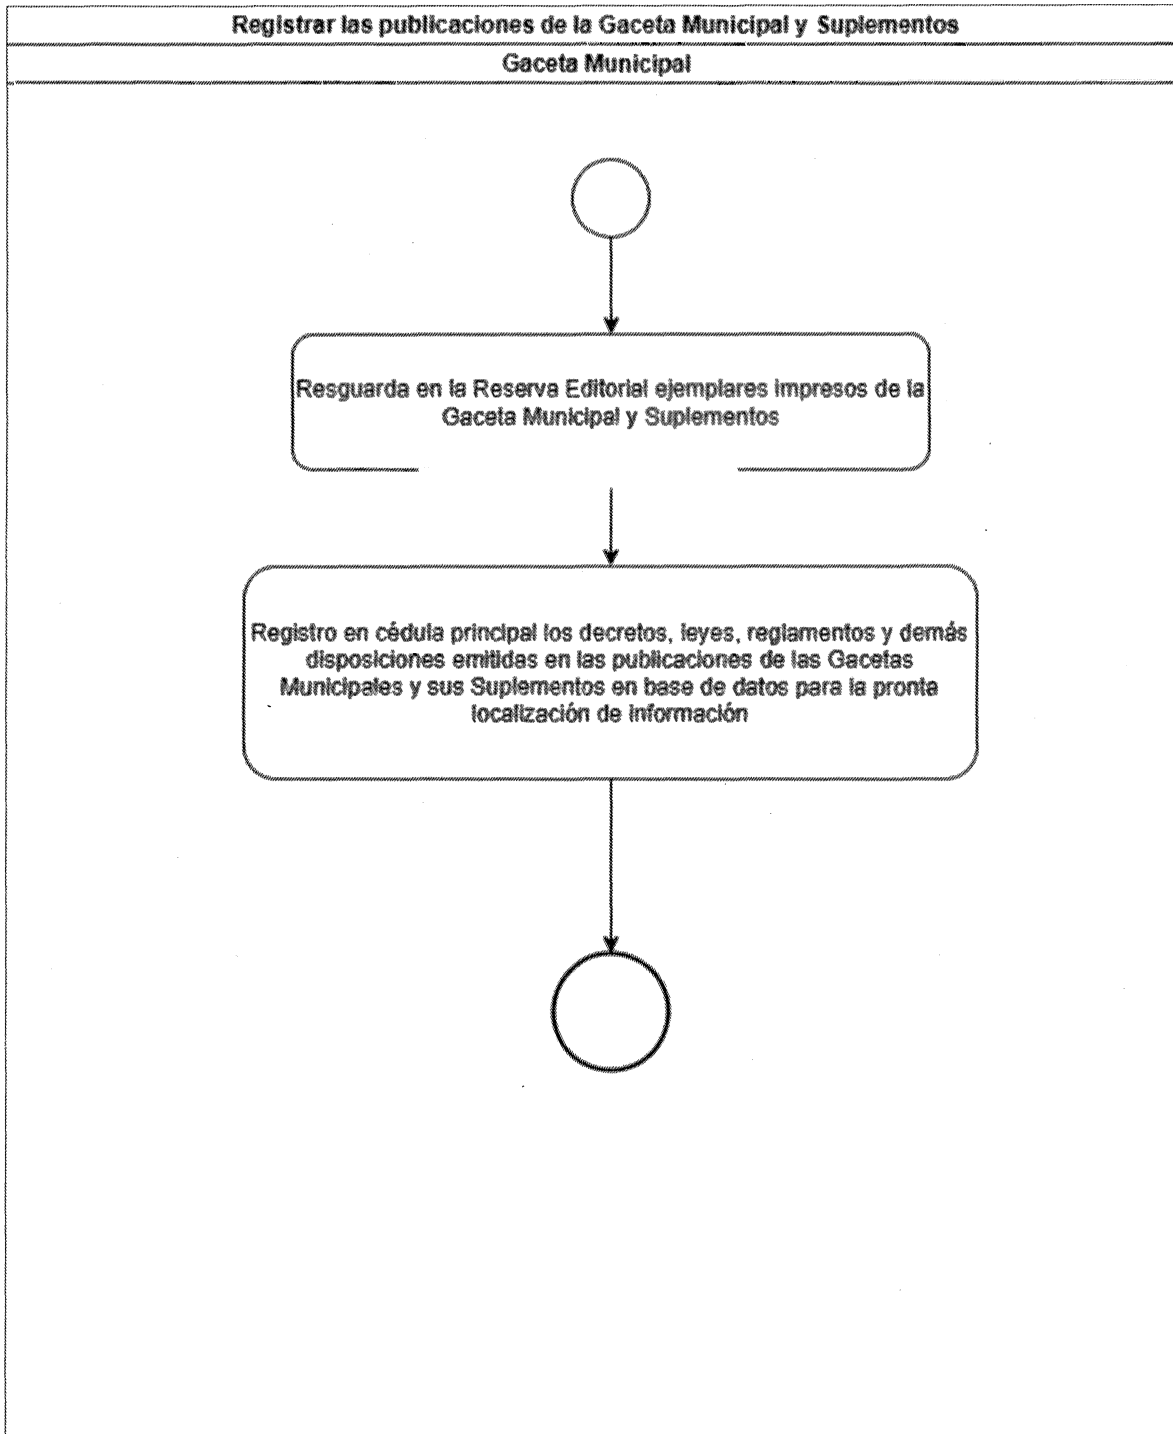 Registrar las publicaciones de la Gaceta Municipal y Suplementos
Gaceta Municipal
Resguarda en la Reserva Editorial ejemplares impresos de la
Gaceta Municipal y Suplementos
Registro en cédula principal los decretos, leyes, reglamentos y demás
disposiciones emitidas en las publicaciones de las Gacetas
Municipales y sus Suplementos en base de datos para la pronta
localización de información